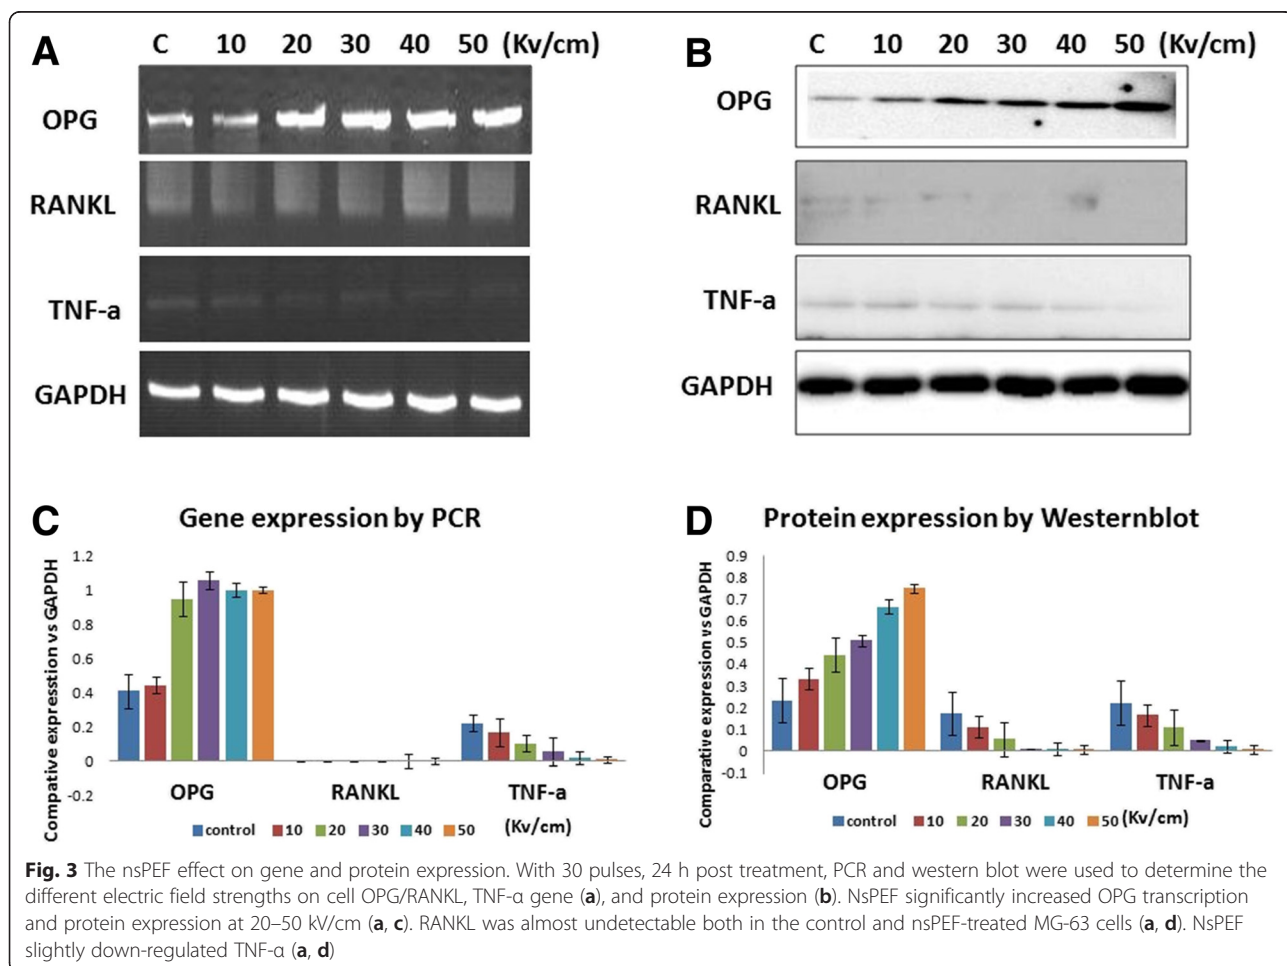 A
C 10 20 30 40 50 (Kv/cm)
OPG
RANKL
TNF-a
GAPDH
B
C 10 20 30 40 50 (Kv/cm)
OPG
RANKL
TNF-a
GAPDH
C
Gene expression by PCR
Compative expresstion vs GAPDH
1.2
1
0.8
0.6
0.4
0.2
0
-0.2
OPG RANKL TNF-a
control 10 20 30 40 50 (Kv/cm)
D
Protein expression by Westernblot
Comparative expression vs GAPDH
0.9
0.8
0.7
0.6
0.5
0.4
0.3
0.2
0.1
0
-0.1
OPG RANKL TNF-a
control 10 20 30 40 50 (Kv/cm)
Fig. 3 The nsPEF effect on gene and protein expression. With 30 pulses, 24 h post treatment, PCR and western blot were used to determine the
different electric field strengths on cell OPG/RANKL, TNF-α gene (a), and protein expression (b). NsPEF significantly increased OPG transcription
and protein expression at 20–50 kV/cm (a, c). RANKL was almost undetectable both in the control and nsPEF-treated MG-63 cells (a, d). NsPEF
slightly down-regulated TNF-α (a, d)